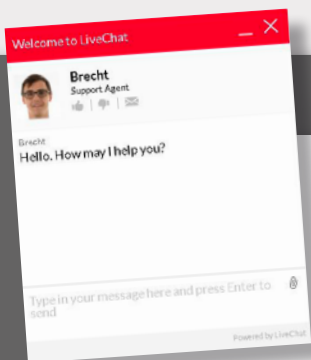 Welcome to LiveChat
Brecht
Support Agent
Brecht
Hello. How may I help you?
Type in your message here and press Enter to
send
Powered by LiveChat